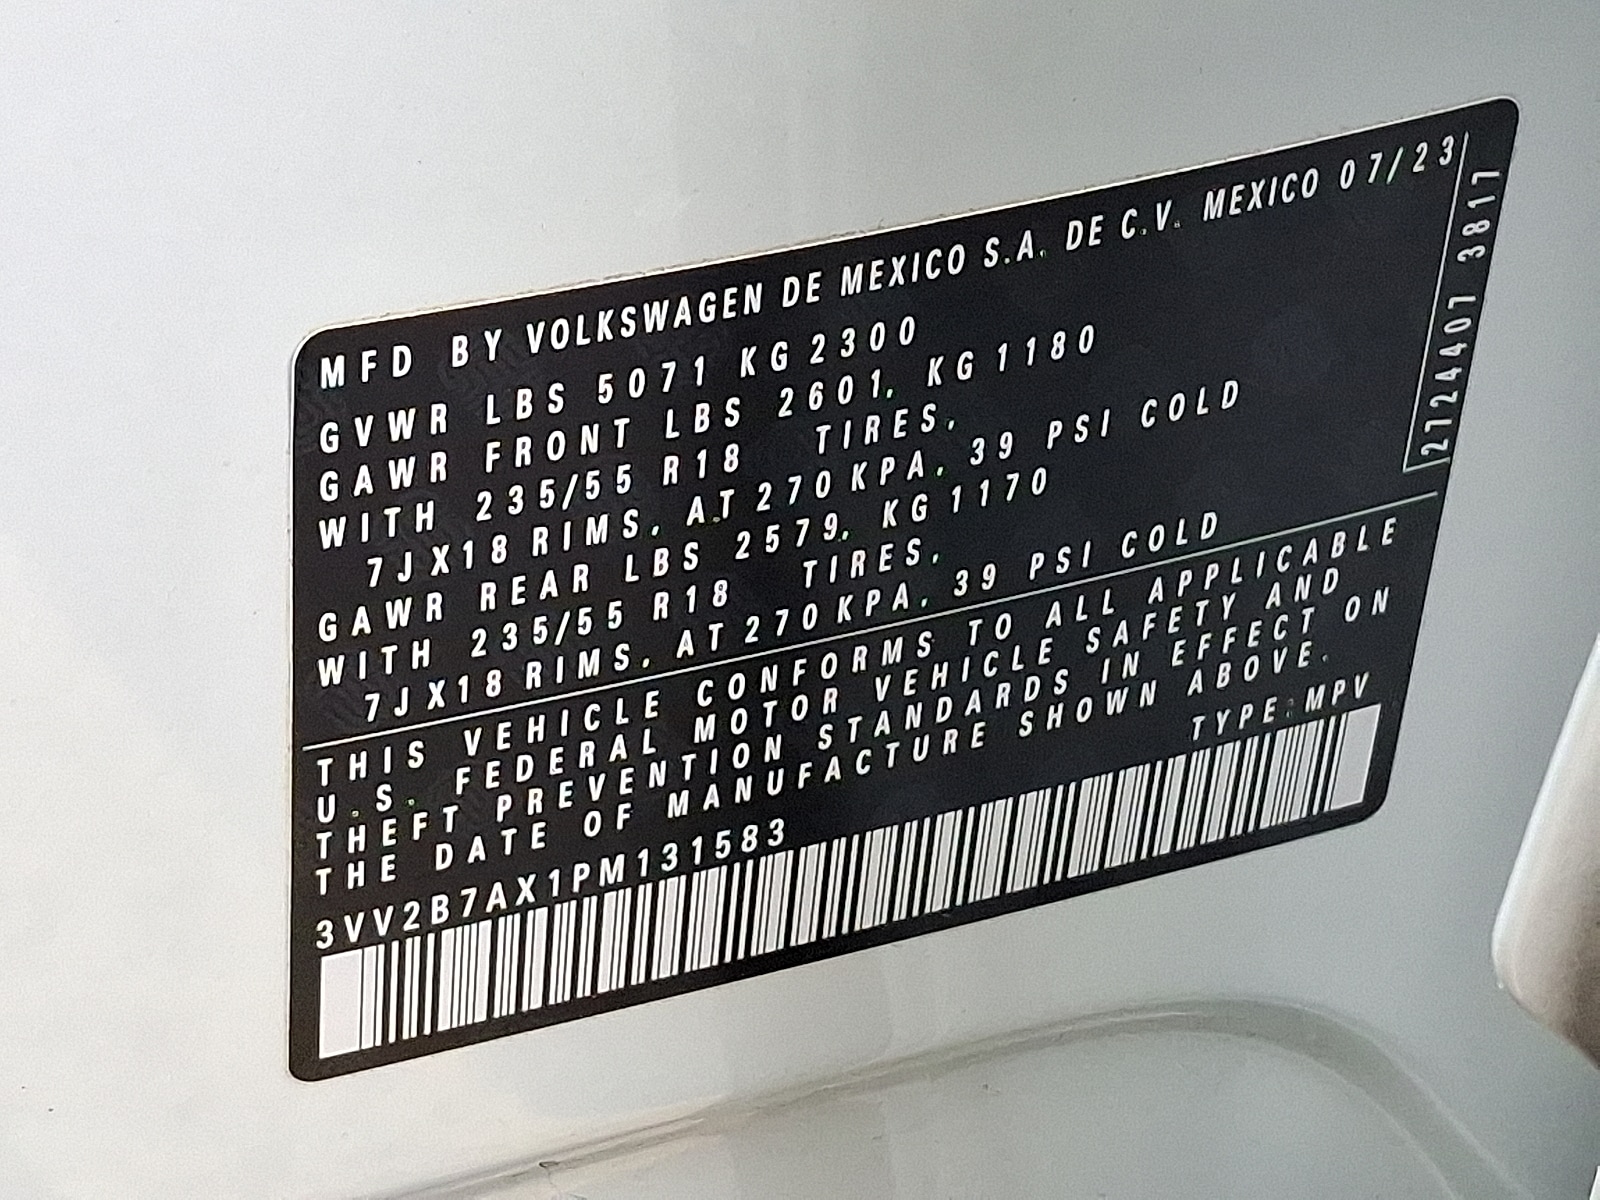 MFD BY VOLKSWAGEN DE MEXICO S.A. DE C.V. MEXICO 07/23
GVWR LBS 5071 KG 2300
GAWR FRONT LBS 2601, KG 1180
WITH 235/55 R18 TIRES,
7JX18 RIMS, AT 270 KPA, 39 PSI COLD
GAWR REAR LBS 2579, KG 1170
WITH 235/55 R18 TIRES,
7JX18 RIMS, AT 270 KPA, 39 PSI COLD
2724407 3817
THIS VEHICLE CONFORMS TO ALL APPLICABLE
U.S. FEDERAL MOTOR VEHICLE SAFETY AND
THEFT PREVENTION STANDARDS IN EFFECT ON
THE DATE OF MANUFACTURE SHOWN ABOVE.
3VV2B7AX1PM131583 TYPE: MPV